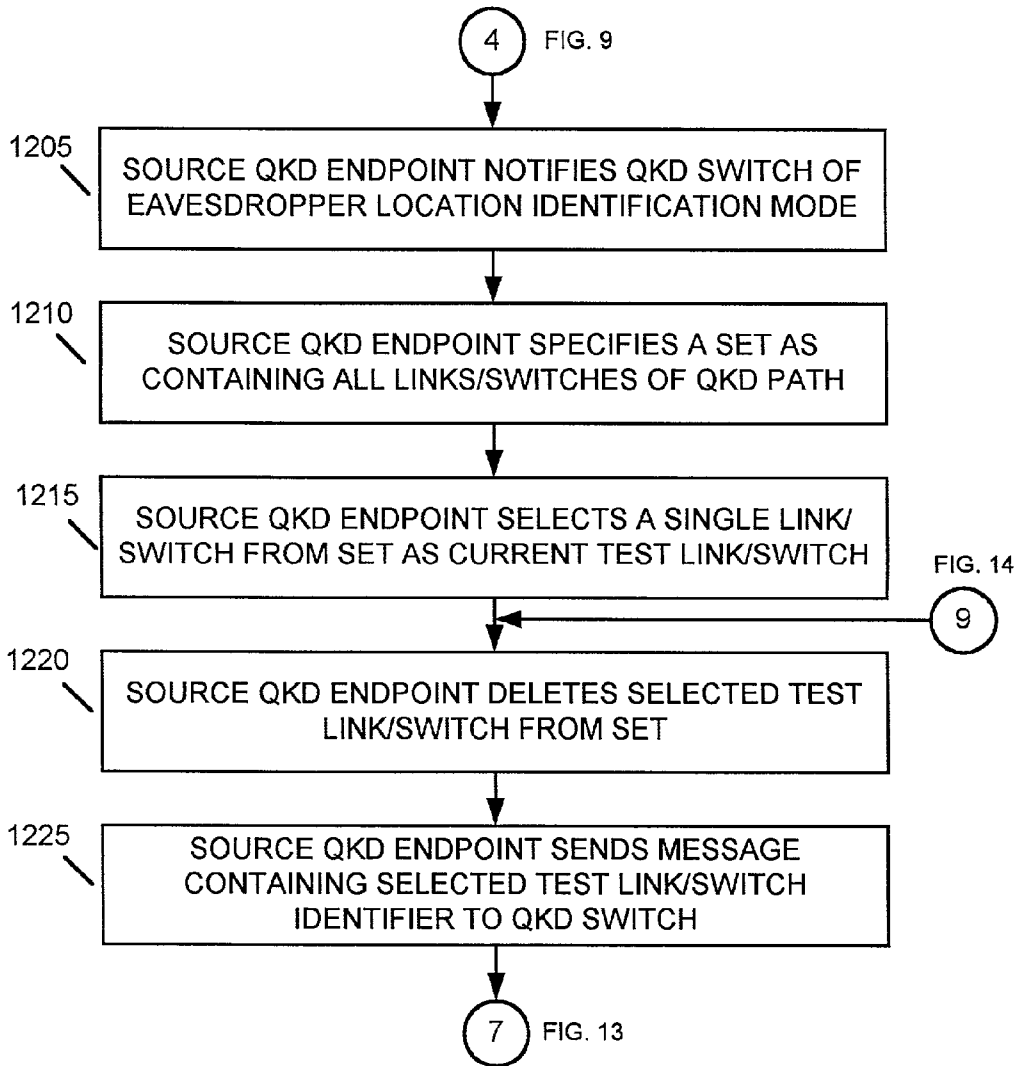 4 FIG. 9
1205
SOURCE QKD ENDPOINT NOTIFIES QKD SWITCH OF
EAVESDROPPER LOCATION IDENTIFICATION MODE
1210
SOURCE QKD ENDPOINT SPECIFIES A SET AS
CONTAINING ALL LINKS/SWITCHES OF QKD PATH
1215
SOURCE QKD ENDPOINT SELECTS A SINGLE LINK/
SWITCH FROM SET AS CURRENT TEST LINK/SWITCH
FIG. 14
9
1220
SOURCE QKD ENDPOINT DELETES SELECTED TEST
LINK/SWITCH FROM SET
1225
SOURCE QKD ENDPOINT SENDS MESSAGE
CONTAINING SELECTED TEST LINK/SWITCH
IDENTIFIER TO QKD SWITCH
7 FIG. 13